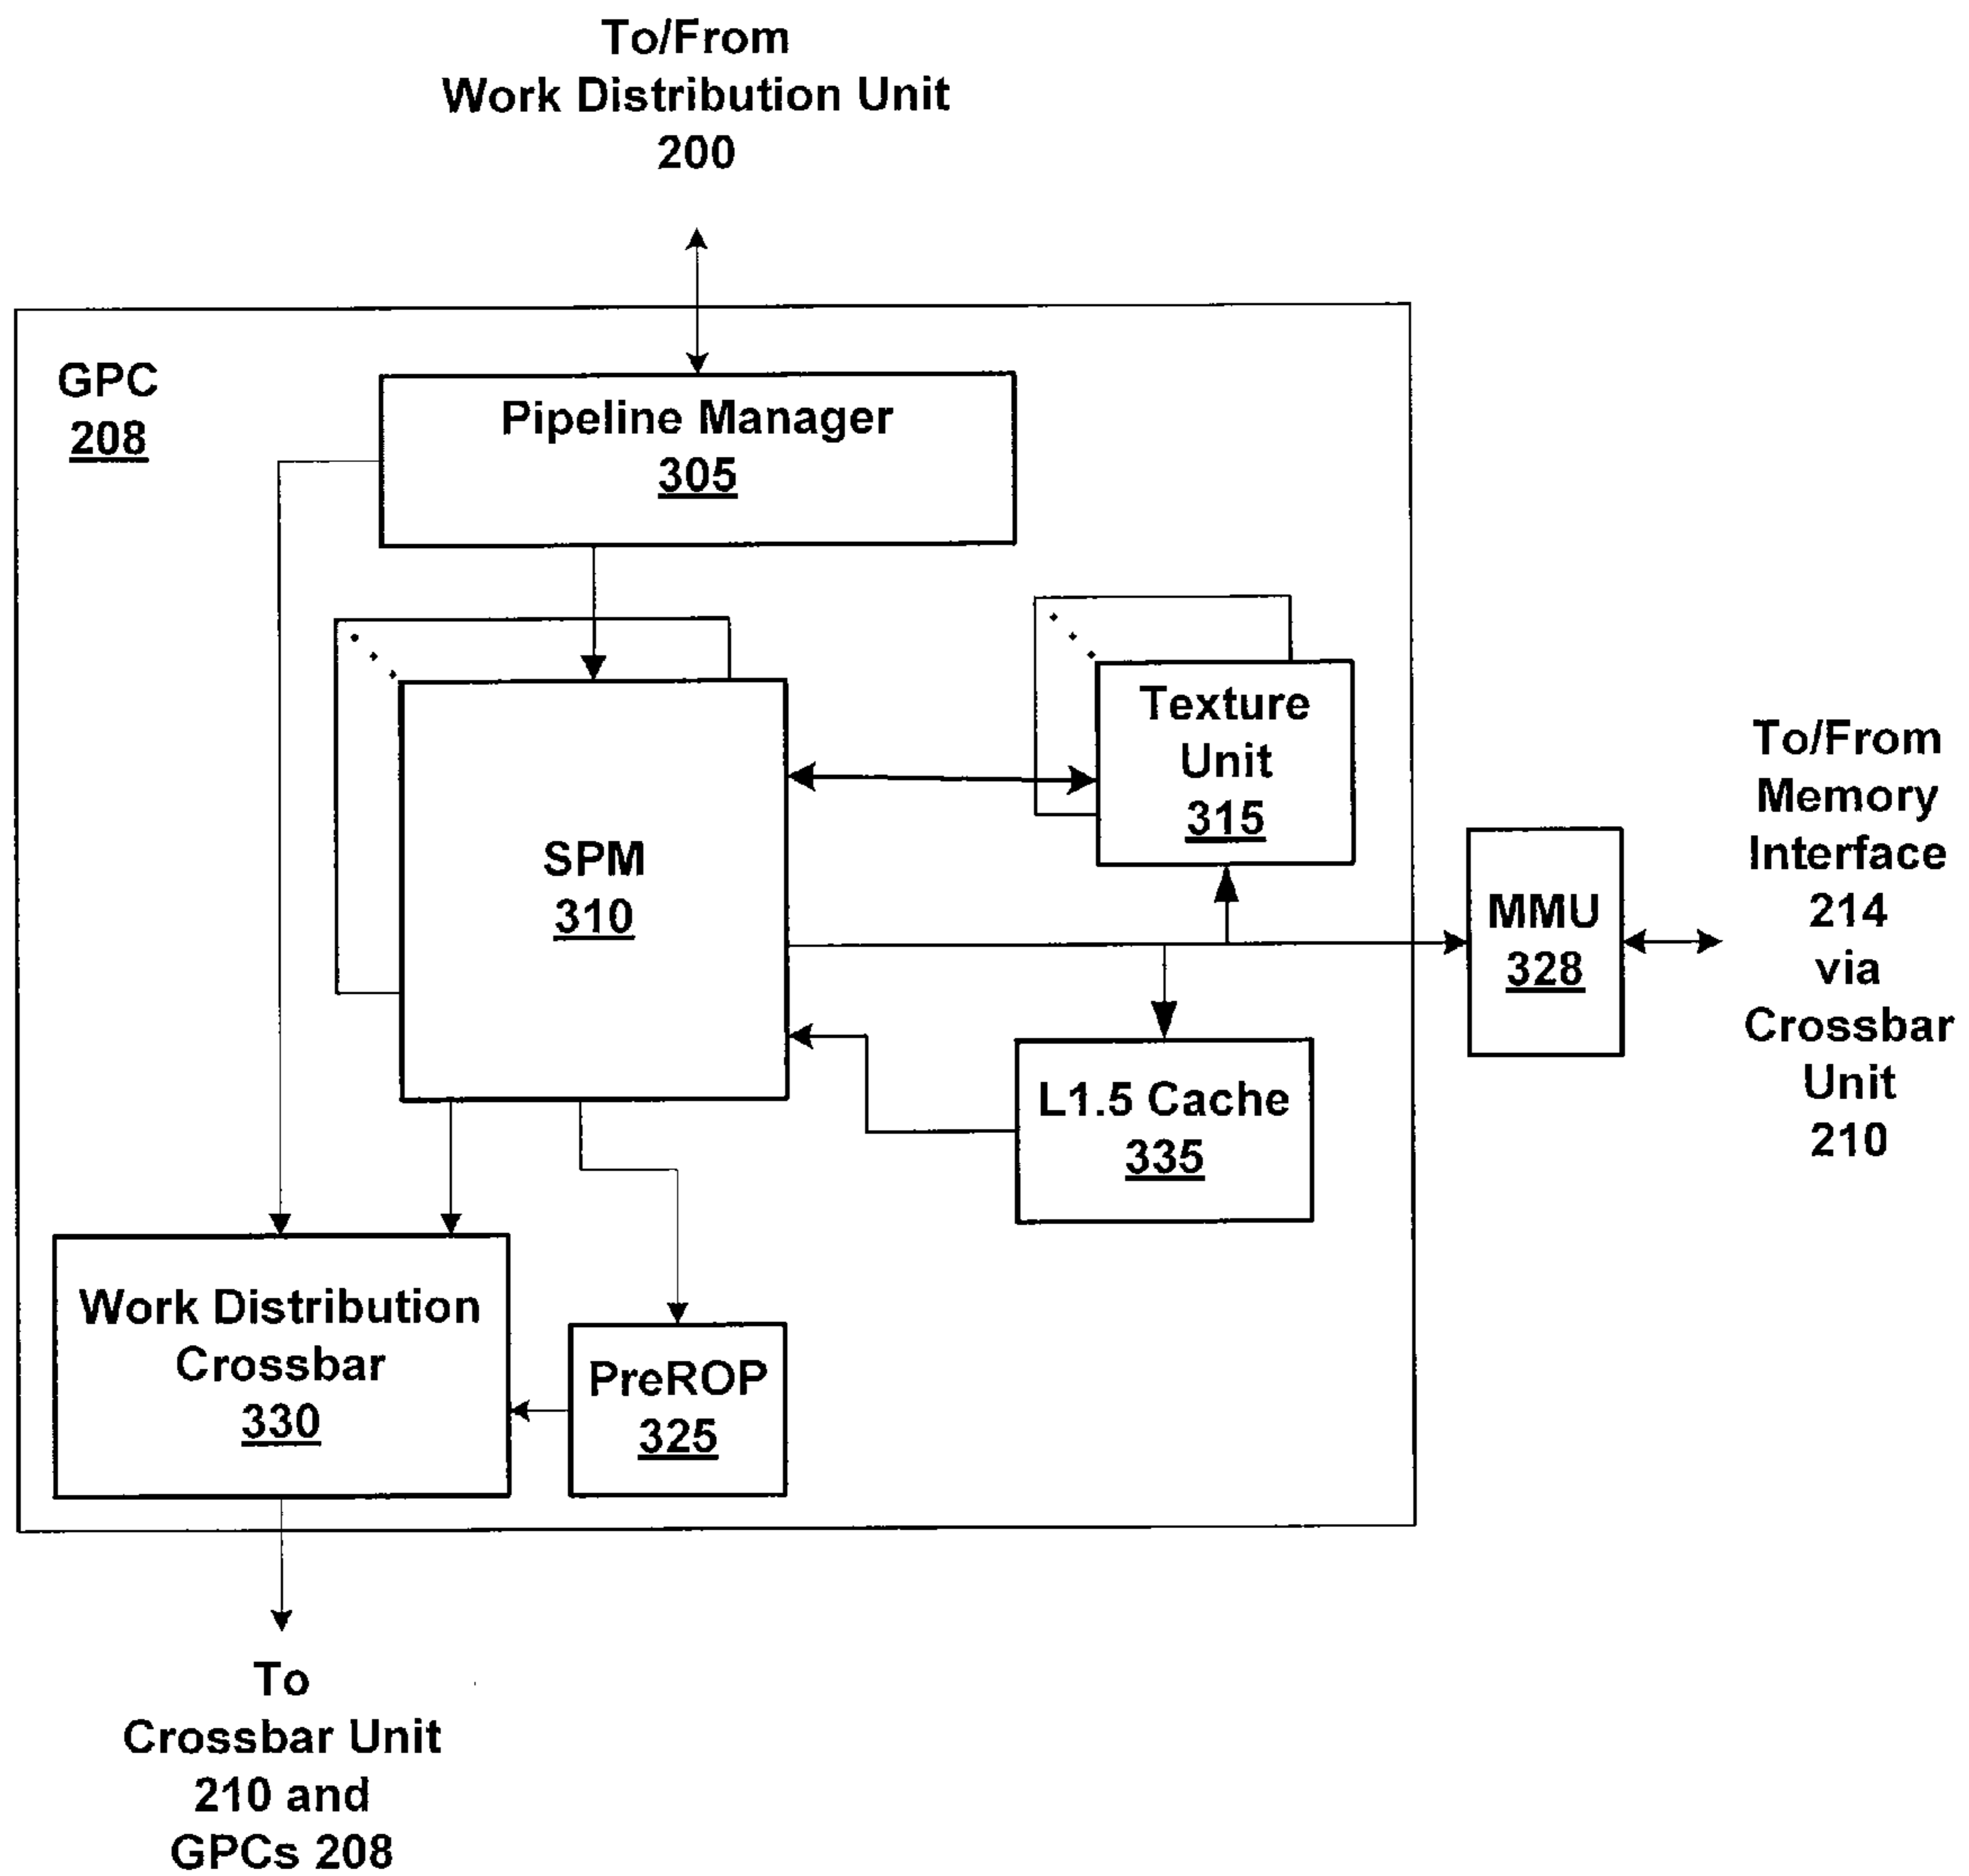 To/From
Work Distribution Unit
200
GPC
208
Pipeline Manager
305
Texture
Unit
315
SPM
310
To/From
Memory
Interface
214
via
Crossbar
Unit
210
MMU
328
L1.5 Cache
335
Work Distribution
Crossbar
330
PreROP
325
To
Crossbar Unit
210 and
GPCs 208